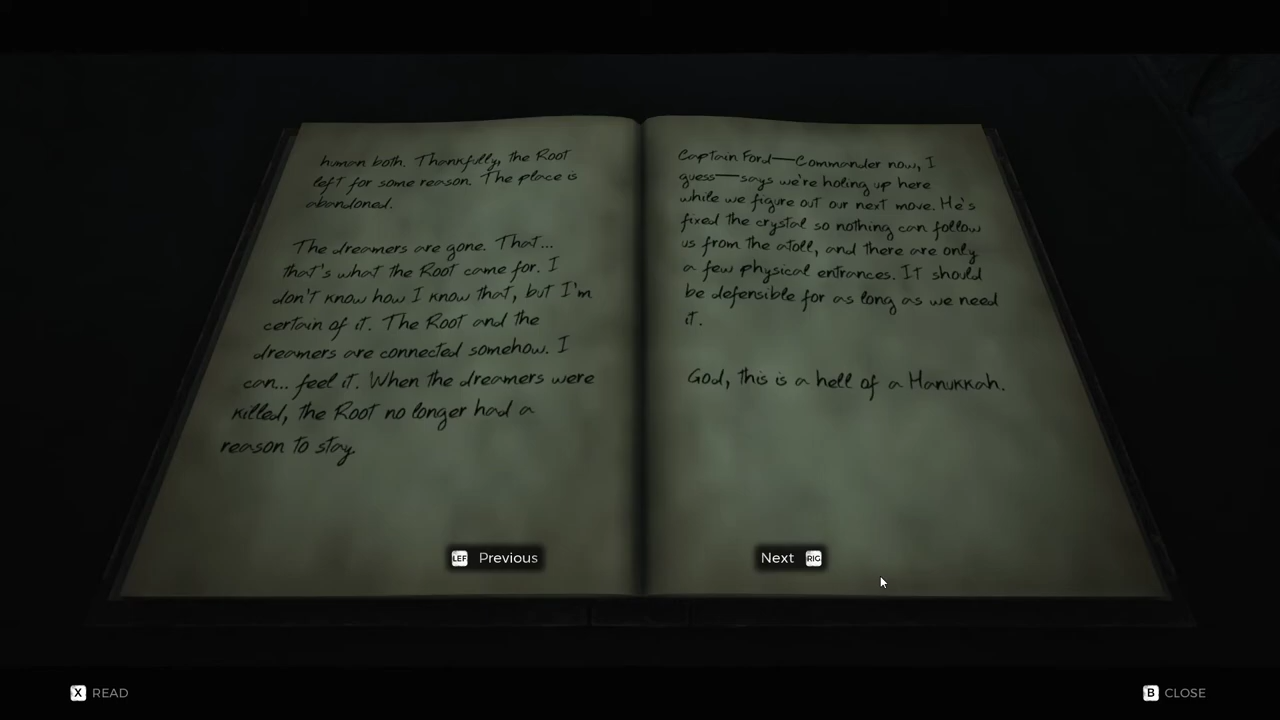 human both. Thankfully, the Root
left for some reason. The place is
abandoned.
The dreamers are gone. That...
that's what the Root came for. I
don't know how I know that, but I'm
certain of it. The Root and the
dreamers are connected somehow. I
can... feel it. When the dreamers were
killed, the Root no longer had a
reason to stay.
Captain Ford—Commander now, I
guess—says we're holing up here
while we figure out our next move. He's
fixed the crystal so nothing can follow
us from the atoll, and there are only
a few physical entrances. It should
be defensible for as long as we need
it.
God, this is a hell of a Hanukkah.
LEF Previous
Next RIG
X READ
B CLOSE